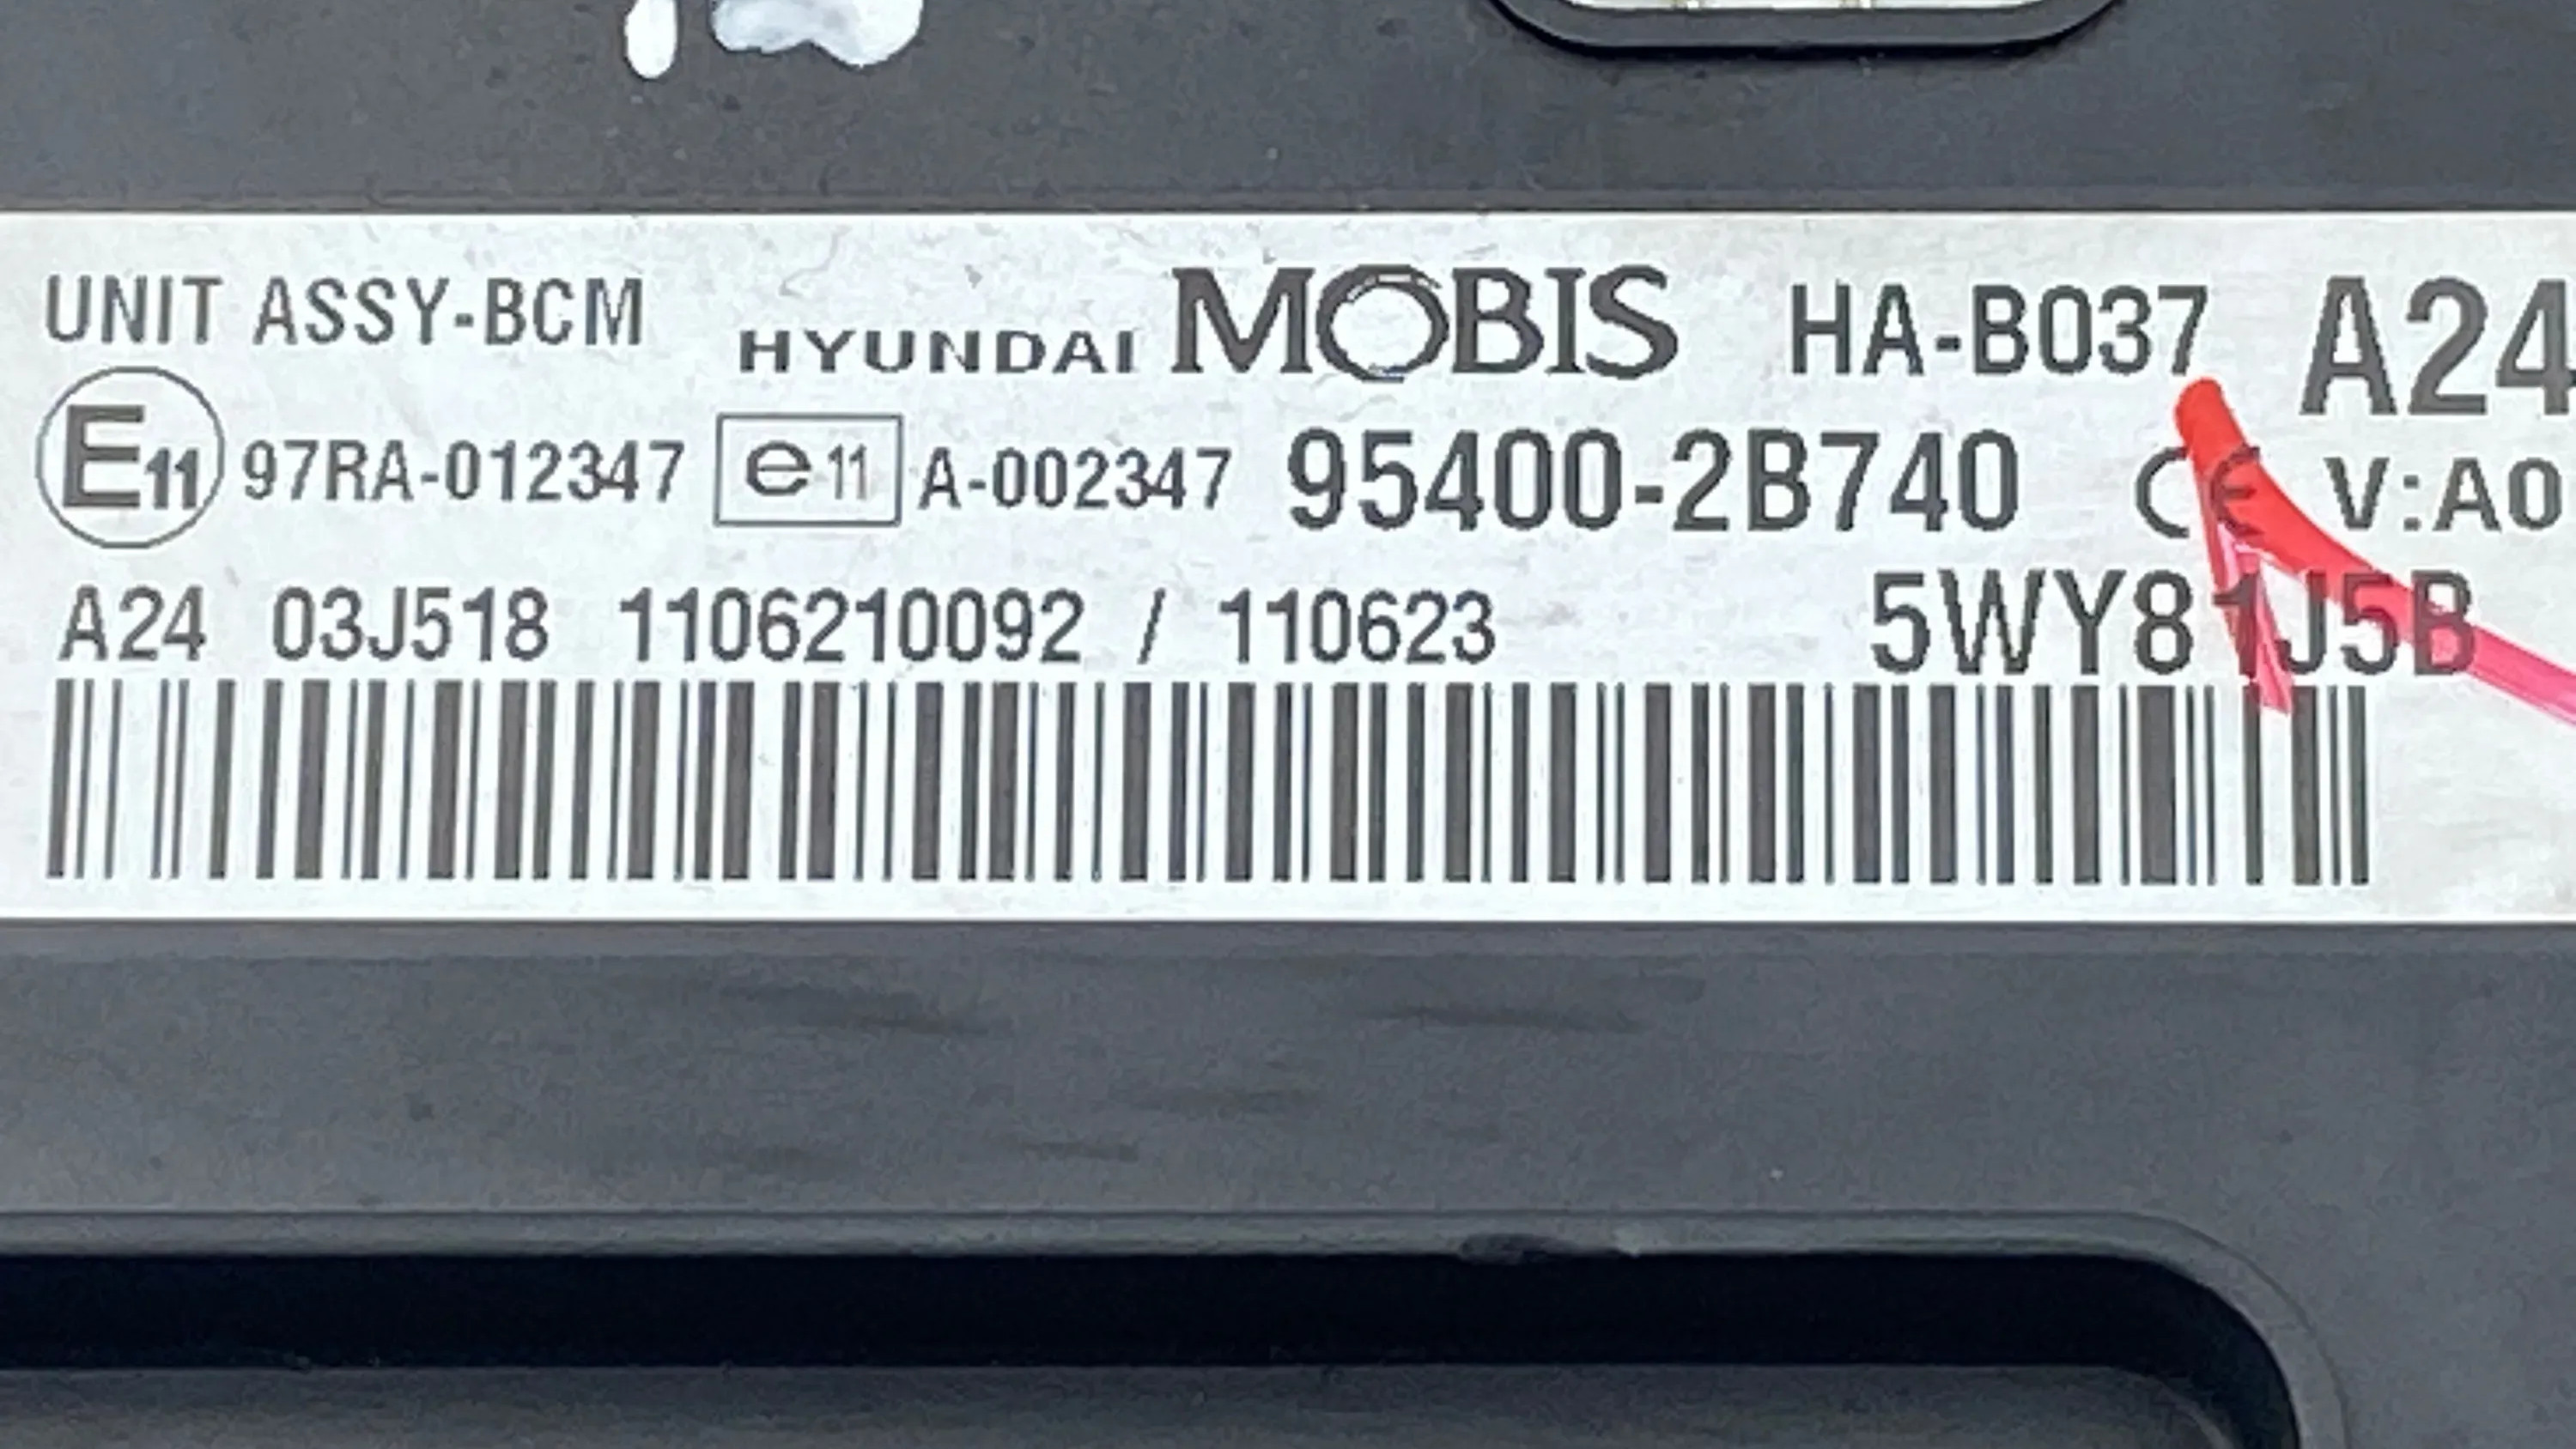 UNIT ASSY-BCM HYUNDAI MOBIS HA-B037 A24
E11 97RA-012347 e11 A-002347 95400-2B740 CE V:A0
A24 03J518 1106210092 / 110623 5WY81J5B